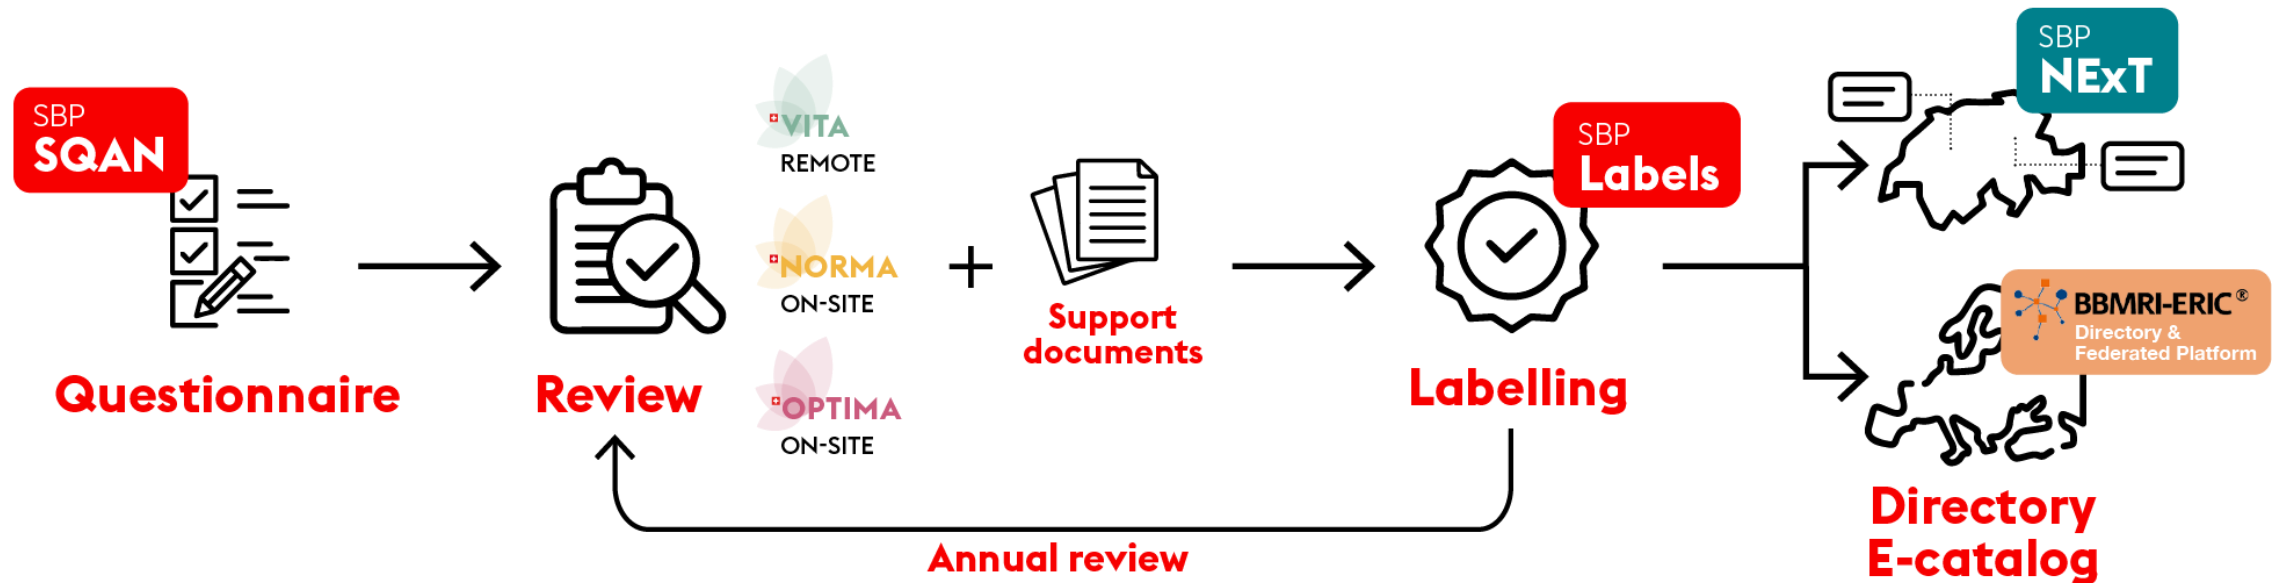 SBP
SQAN
Questionnaire
Review
VITA
REMOTE
NORMA
ON-SITE
OPTIMA
ON-SITE
+
Support
documents
SBP
Labels
Labelling
Annual review
SBP
NExT
BBMRI-ERIC®
Directory &
Federated Platform
Directory
E-catalog